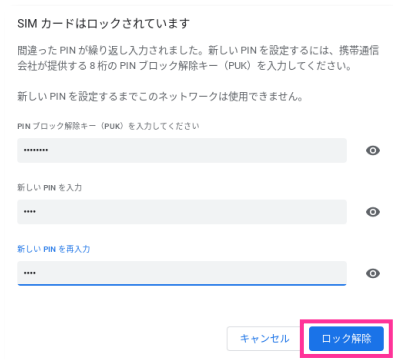 SIM カードはロックされています
間違った PIN が繰り返し入力されました。新しい PIN を設定するには、携帯通信
会社が提供する 8 桁の PIN ブロック解除キー（PUK）を入力してください。
新しい PIN を設定するまでこのネットワークは使用できません。
PIN ブロック解除キー（PUK）を入力してください
••••••••
新しい PIN を入力
••••
新しい PIN を再入力
••••
キャンセル ロック解除